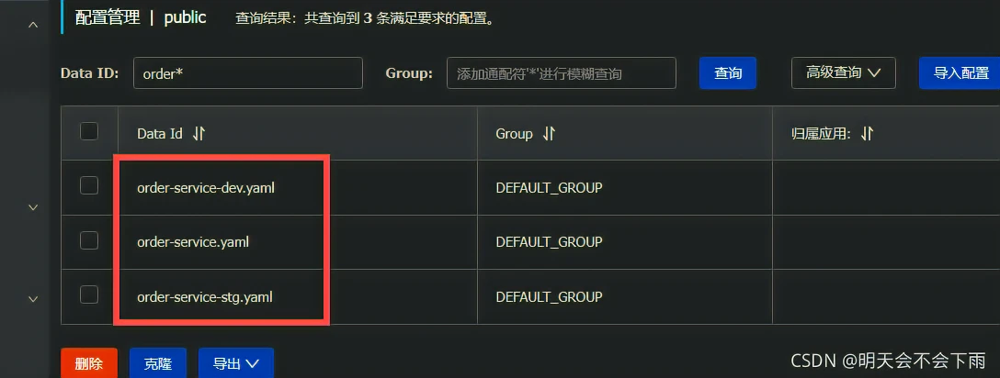 配置管理 | public 查询结果：共查询到 3 条满足要求的配置。
Data ID: order* Group: 添加通配符'*'进行模糊查询 查询 高级查询 导入配置
Data Id Group 归属应用:
order-service-dev.yaml DEFAULT_GROUP
order-service.yaml DEFAULT_GROUP
order-service-stg.yaml DEFAULT_GROUP
删除 克隆 导出
CSDN @明天会不会下雨